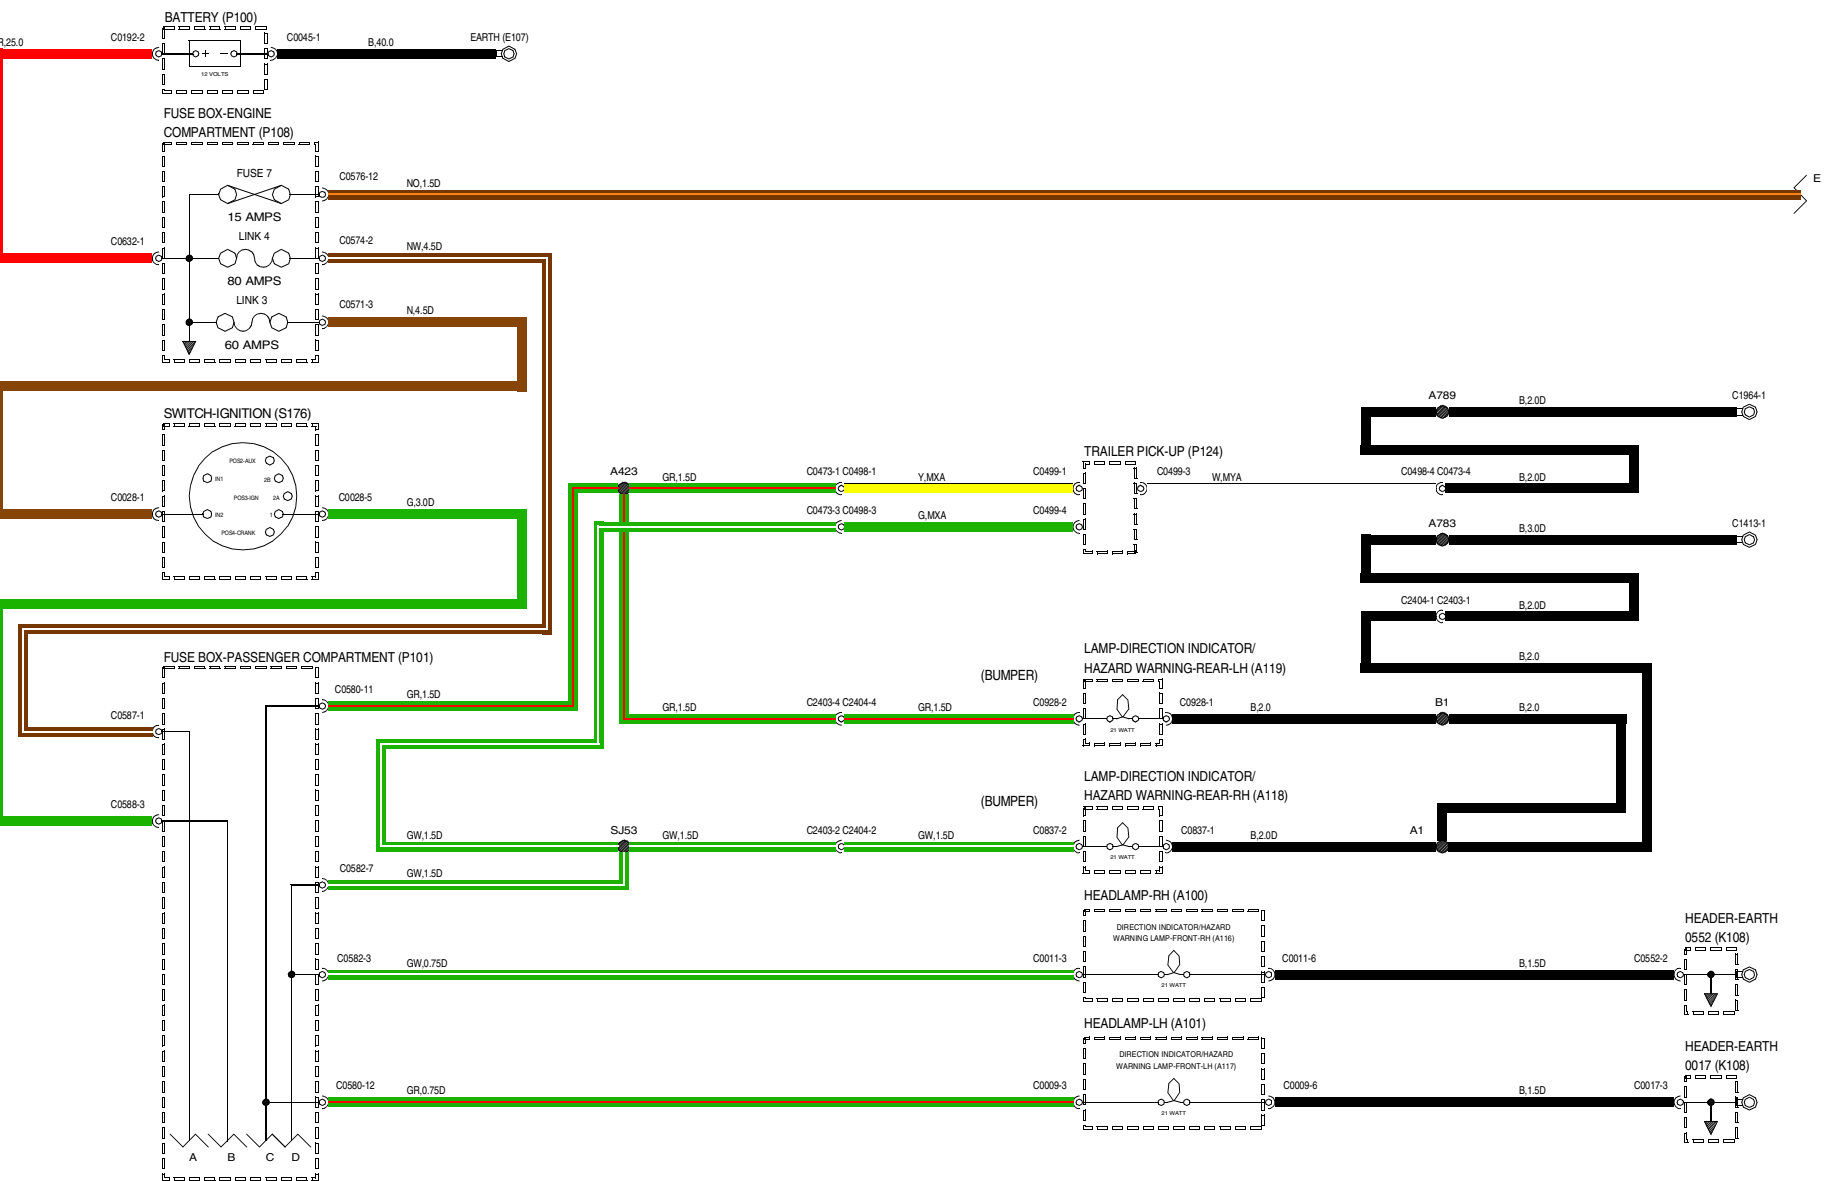 BATTERY (P100)
R,25.0
C0192-2
C0045-1
B,40.0
EARTH (E107)
+ −
12 VOLTS
FUSE BOX-ENGINE
COMPARTMENT (P108)
FUSE 7
C0576-12
NO,1.5D
E
15 AMPS
C0632-1
LINK 4
C0574-2
NW,4.5D
80 AMPS
LINK 3
C0571-3
N,4.5D
60 AMPS
SWITCH-IGNITION (S176)
POS2-AUX
IN1
2B
POS3-IGN
2A
C0028-1
IN2
1
C0028-5
G,3.0D
POS4-CRANK
A789
B,2.0D
C1964-1
TRAILER PICK-UP (P124)
A423
GR,1.5D
C0473-1 C0498-1
Y,MXA
C0499-1
C0499-3
W,MYA
C0498-4 C0473-4
B,2.0D
C0473-3 C0498-3
G,MXA
C0499-4
A783
B,3.0D
C1413-1
C2404-1 C2403-1
B,2.0D
FUSE BOX-PASSENGER COMPARTMENT (P101)
LAMP-DIRECTION INDICATOR/
HAZARD WARNING-REAR-LH (A119)
(BUMPER)
B,2.0
C0580-11
GR,1.5D
C0587-1
GR,1.5D
C2403-4 C2404-4
GR,1.5D
C0928-2
21 WATT
C0928-1
B,2.0
B1
B,2.0
LAMP-DIRECTION INDICATOR/
HAZARD WARNING-REAR-RH (A118)
(BUMPER)
C0588-3
GW,1.5D
SJ53
GW,1.5D
C2403-2 C2404-2
GW,1.5D
C0837-2
21 WATT
C0837-1
B,2.0D
A1
C0582-7
GW,1.5D
HEADLAMP-RH (A100)
DIRECTION INDICATOR/HAZARD
WARNING LAMP-FRONT-RH (A116)
21 WATT
HEADER-EARTH
0552 (K108)
C0582-3
GW,0.75D
C0011-3
C0011-6
B,1.5D
C0552-2
HEADLAMP-LH (A101)
DIRECTION INDICATOR/HAZARD
WARNING LAMP-FRONT-LH (A117)
21 WATT
HEADER-EARTH
0017 (K108)
C0580-12
GR,0.75D
C0009-3
C0009-6
B,1.5D
C0017-3
A B C D